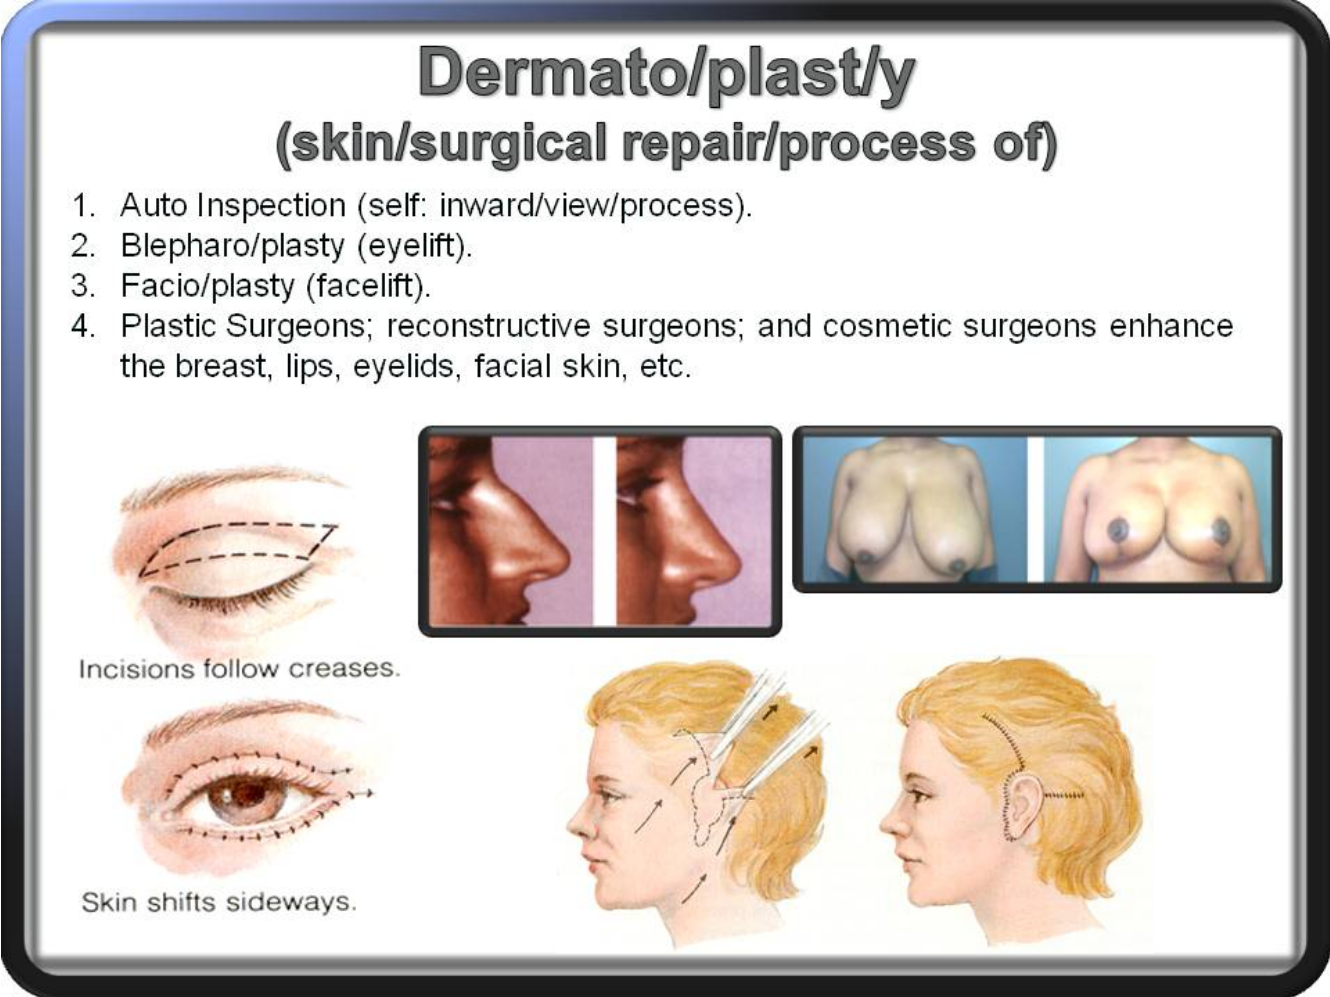 Dermato/plast/y
(skin/surgical repair/process of)
1. Auto Inspection (self: inward/view/process).
2. Blepharo/plasty (eyelift).
3. Facio/plasty (facelift).
4. Plastic Surgeons; reconstructive surgeons; and cosmetic surgeons enhance
the breast, lips, eyelids, facial skin, etc.
Incisions follow creases.
Skin shifts sideways.